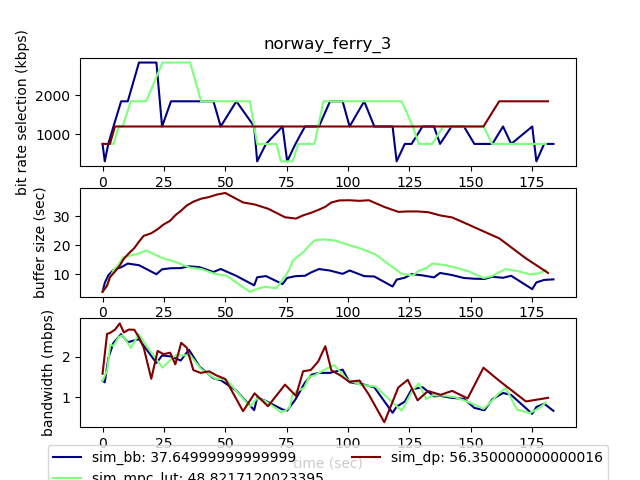 norway_ferry_3
bit rate selection (kbps)
2000
1000
0 25 50 75 100 125 150 175
buffer size (sec)
30
20
10
0 25 50 75 100 125 150 175
bandwidth (mbps)
2
1
0 25 50 75 100 125 150 175
time (sec)
sim_bb: 37.64999999999999
sim_dp: 56.350000000000016
sim_mpc_lut: 48.8217120023395